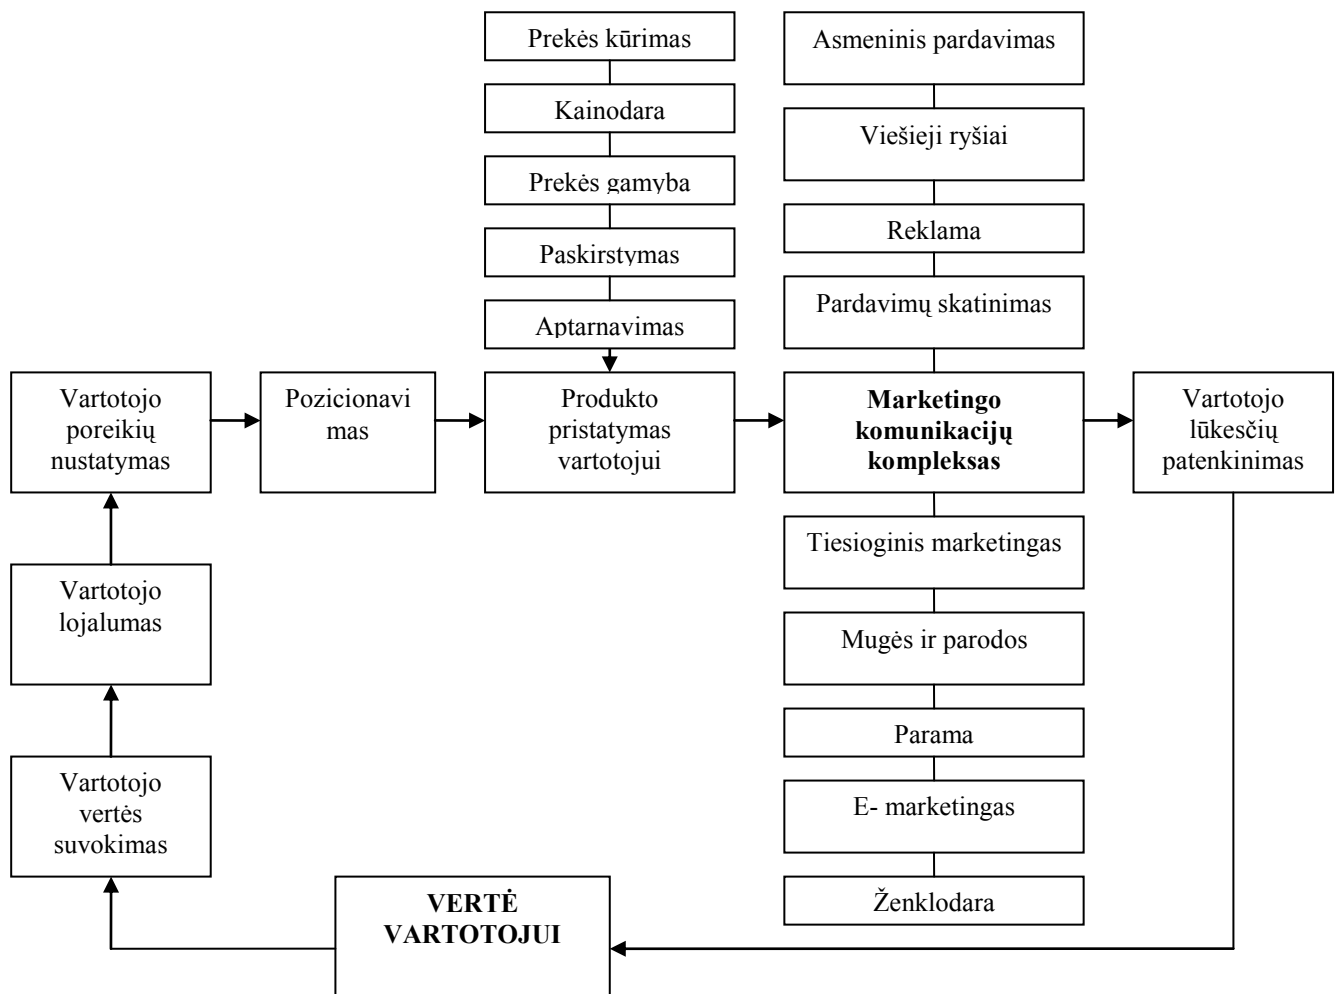 Prekės kūrimas
Kainodara
Prekės gamyba
Paskirstymas
Aptarnavimas
Asmeninis pardavimas
Viešieji ryšiai
Reklama
Pardavimų skatinimas
Vartotojo
poreikių
nustatymas
Pozicionavi
mas
Produkto
pristatymas
vartotojui
Marketingo
komunikacijų
kompleksas
Vartotojo
lūkesčių
patenkinimas
Tiesioginis marketingas
Mugės ir parodos
Parama
E- marketingas
Ženklodara
Vartotojo
lojalumas
Vartotojo
vertės
suvokimas
VERTĖ
VARTOTOJUI